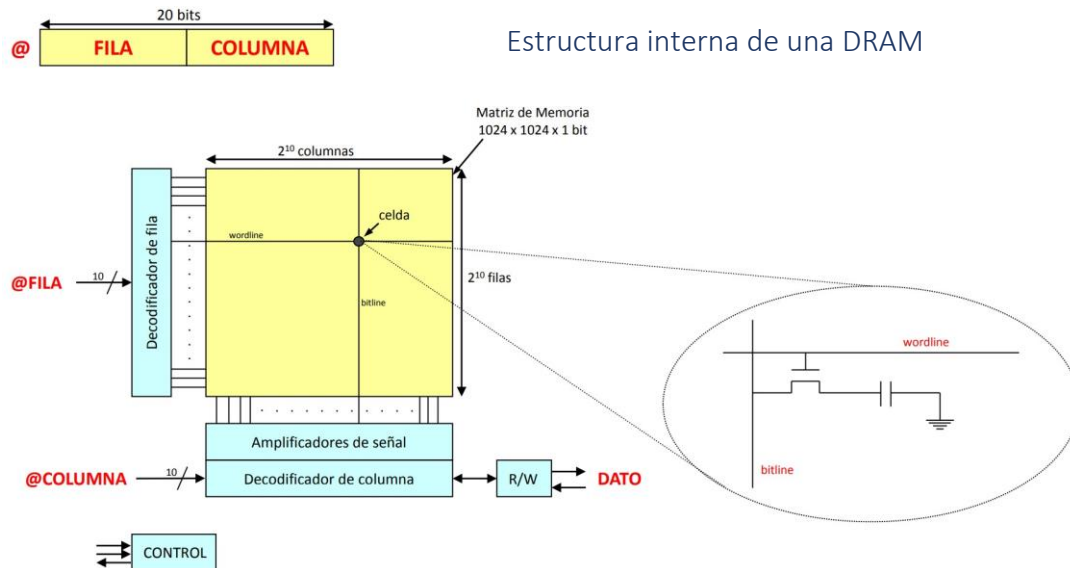 20 bits
@ FILA COLUMNA
Estructura interna de una DRAM
Matriz de Memoria
1024 x 1024 x 1 bit
2¹⁰ columnas
celda
wordline
Decodificador de fila
@FILA 10
2¹⁰ filas
bitline
wordline
bitline
Amplificadores de señal
@COLUMNA 10 Decodificador de columna R/W DATO
CONTROL